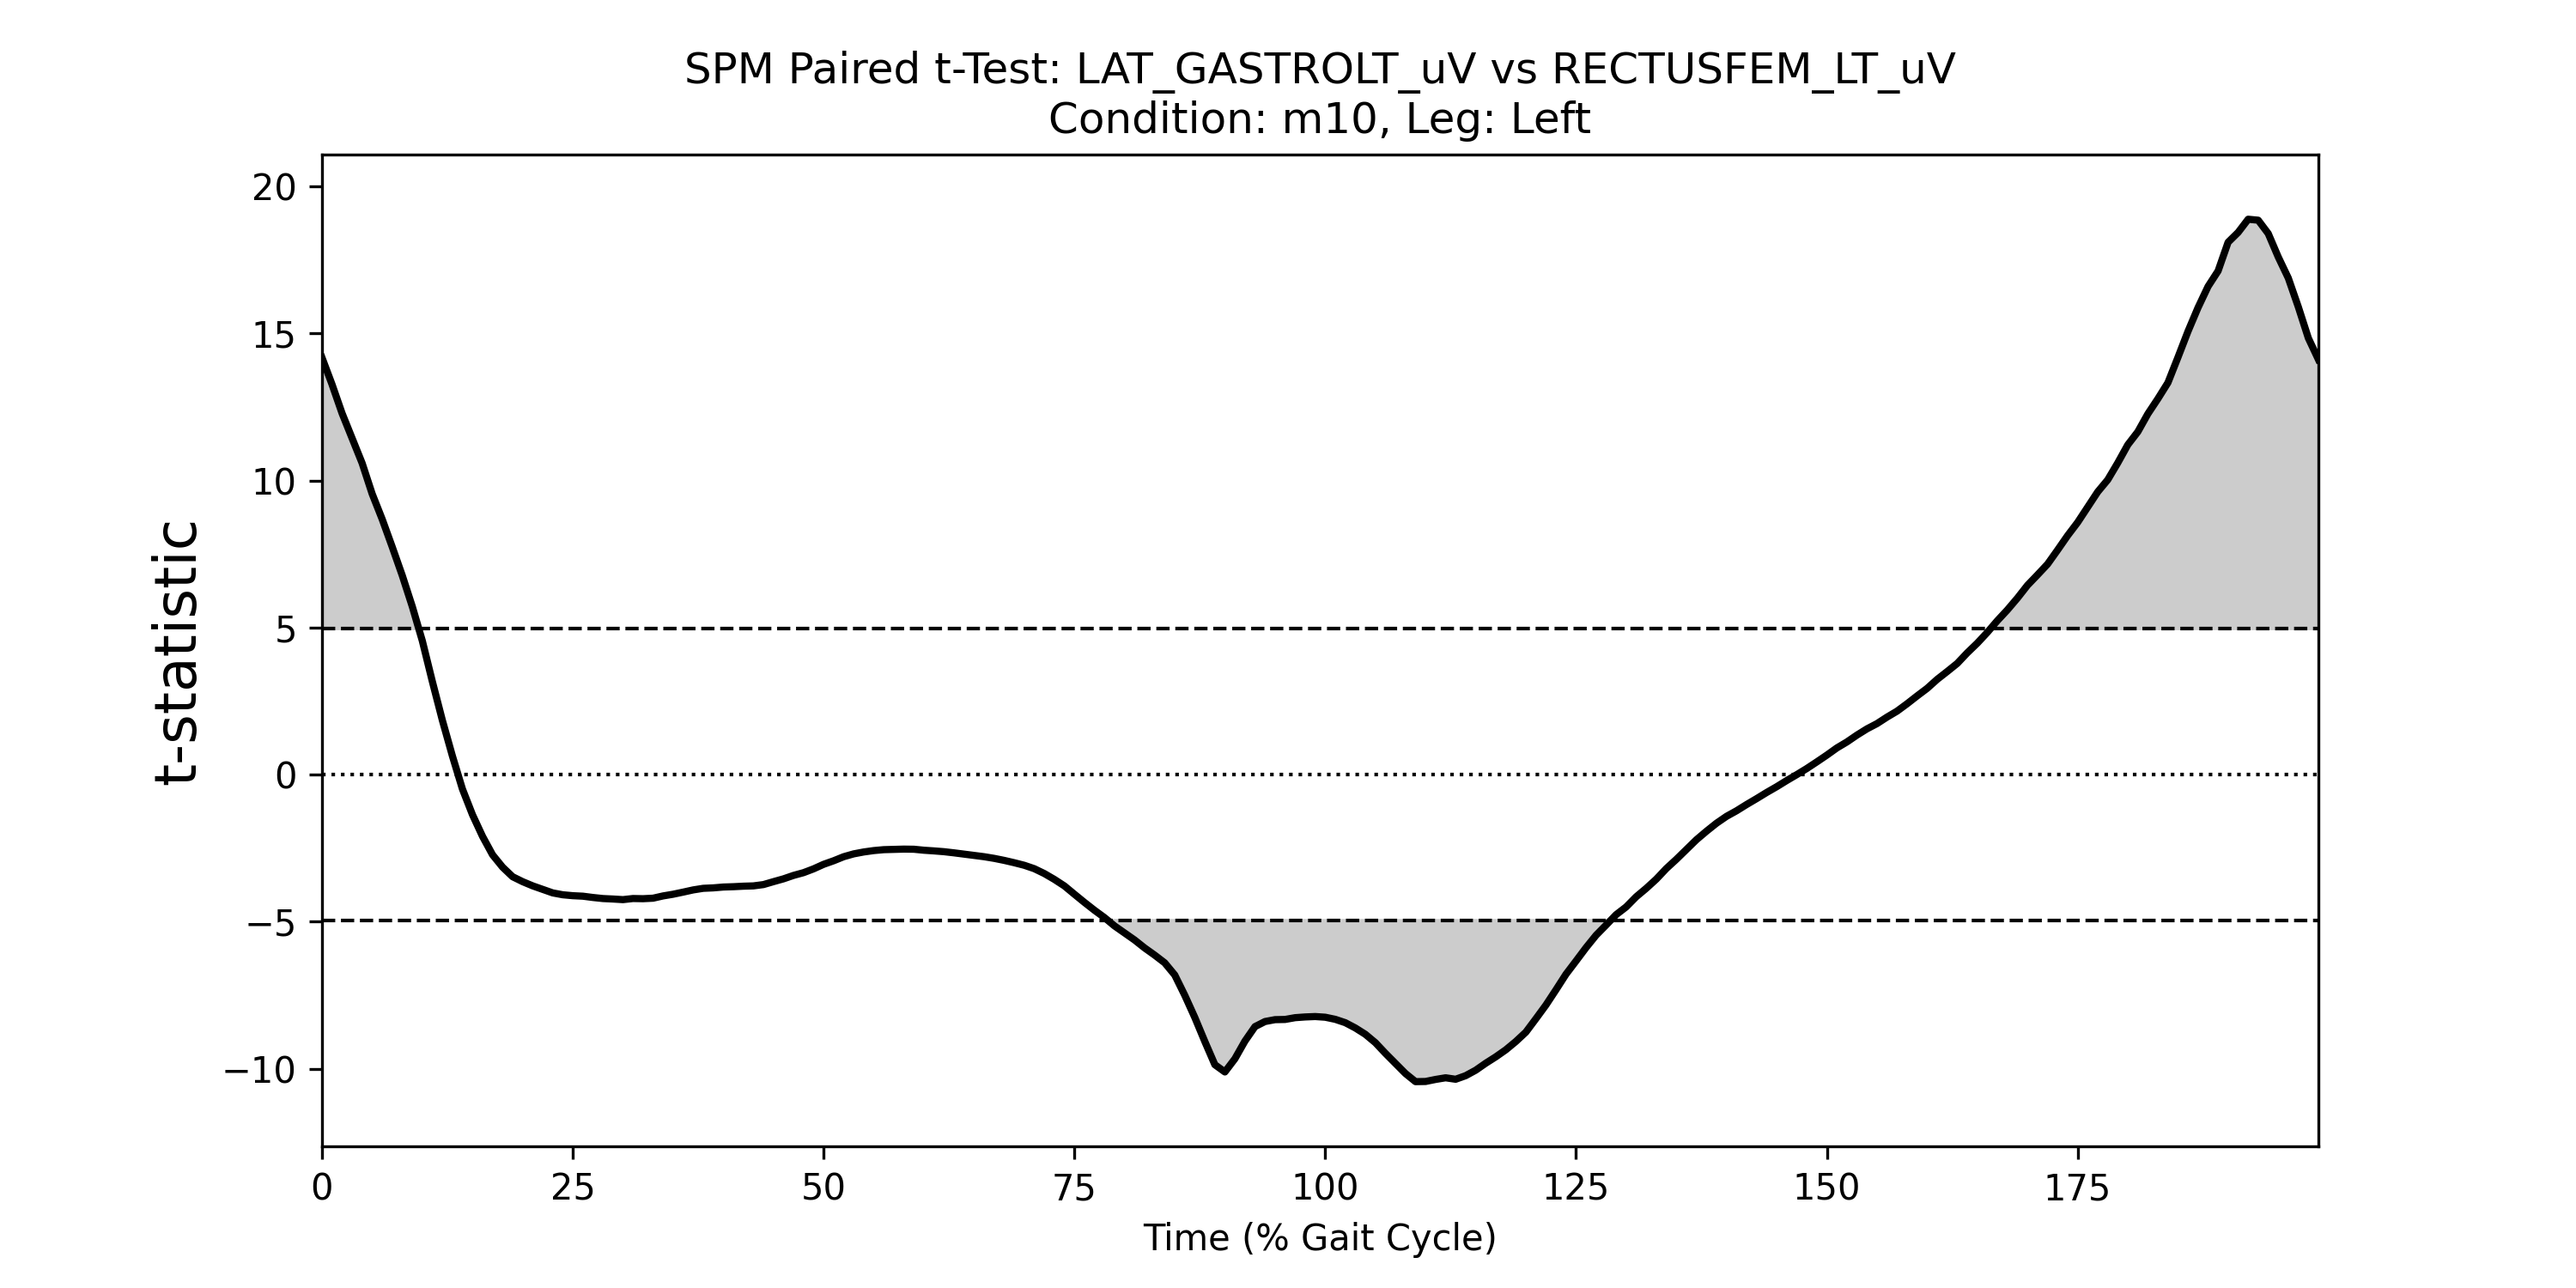 SPM Paired t-Test: LAT_GASTROLT_uV vs RECTUSFEM_LT_uV
Condition: m10, Leg: Left
t-statistic
20
15
10
5
0
−5
−10
0 25 50 75 100 125 150 175
Time (% Gait Cycle)